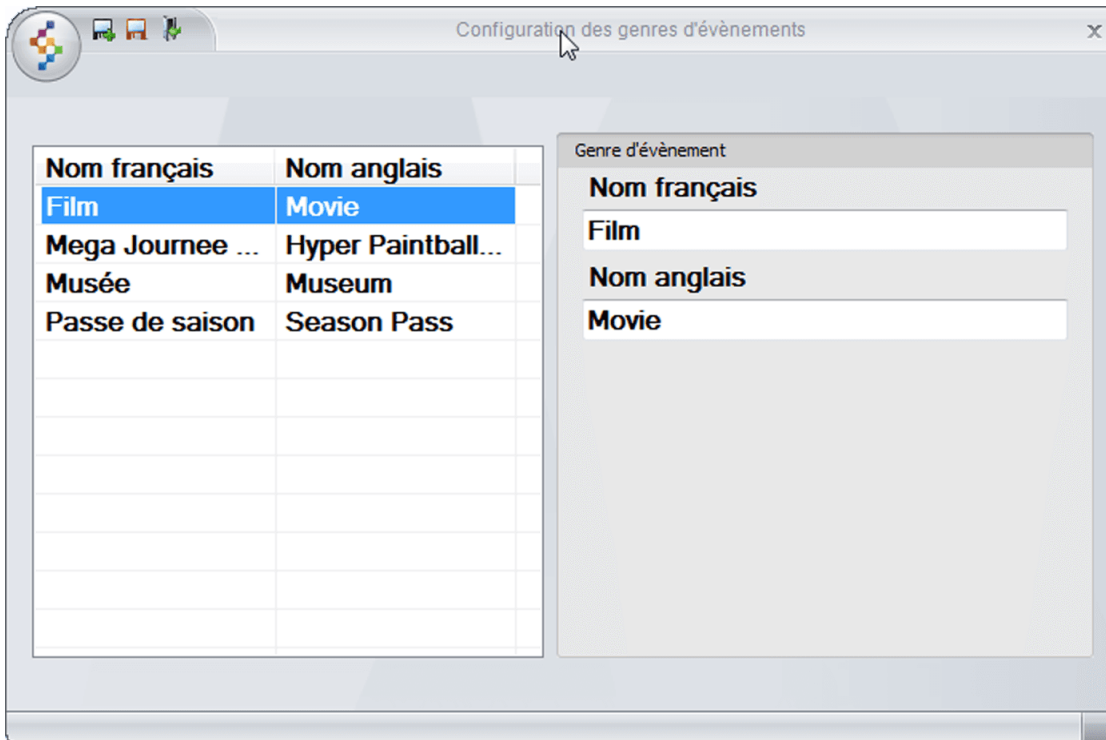 Configuration des genres d'évènements
Nom français Nom anglais
Film Movie
Mega Journee ... Hyper Paintball...
Musée Museum
Passe de saison Season Pass
Genre d'évènement
Nom français
Film
Nom anglais
Movie